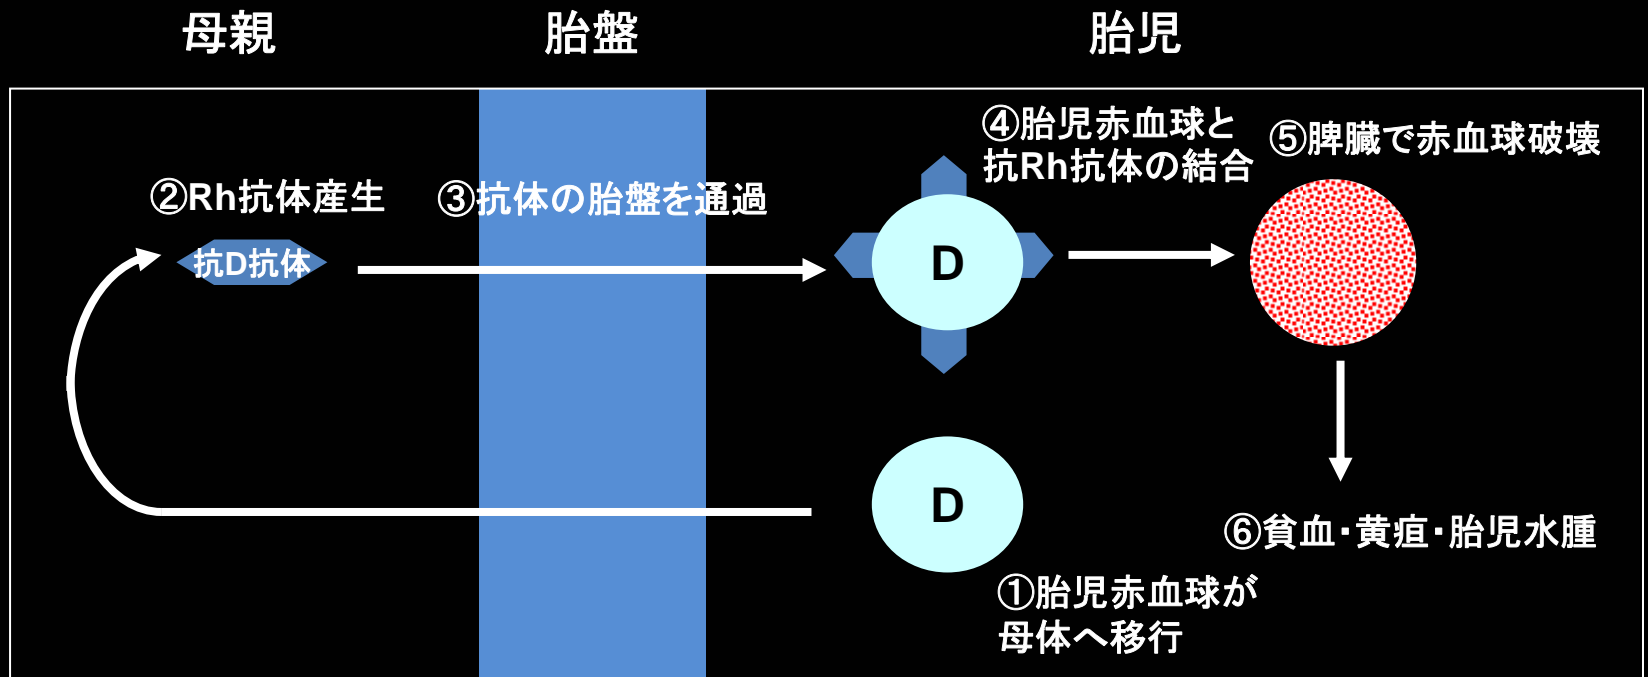 母親
胎盤
胎児
②Rh抗体産生
抗D抗体
③抗体の胎盤を通過
④胎児赤血球と
抗Rh抗体の結合
D
⑤脾臓で赤血球破壊
⑥貧血・黄疸・胎児水腫
D
①胎児赤血球が
母体へ移行